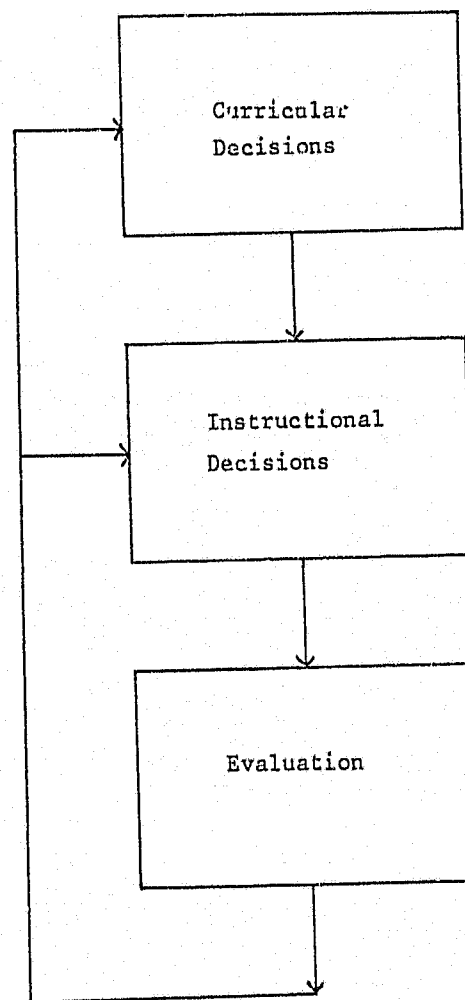 Curricular
Decisions
Instructional
Decisions
Evaluation